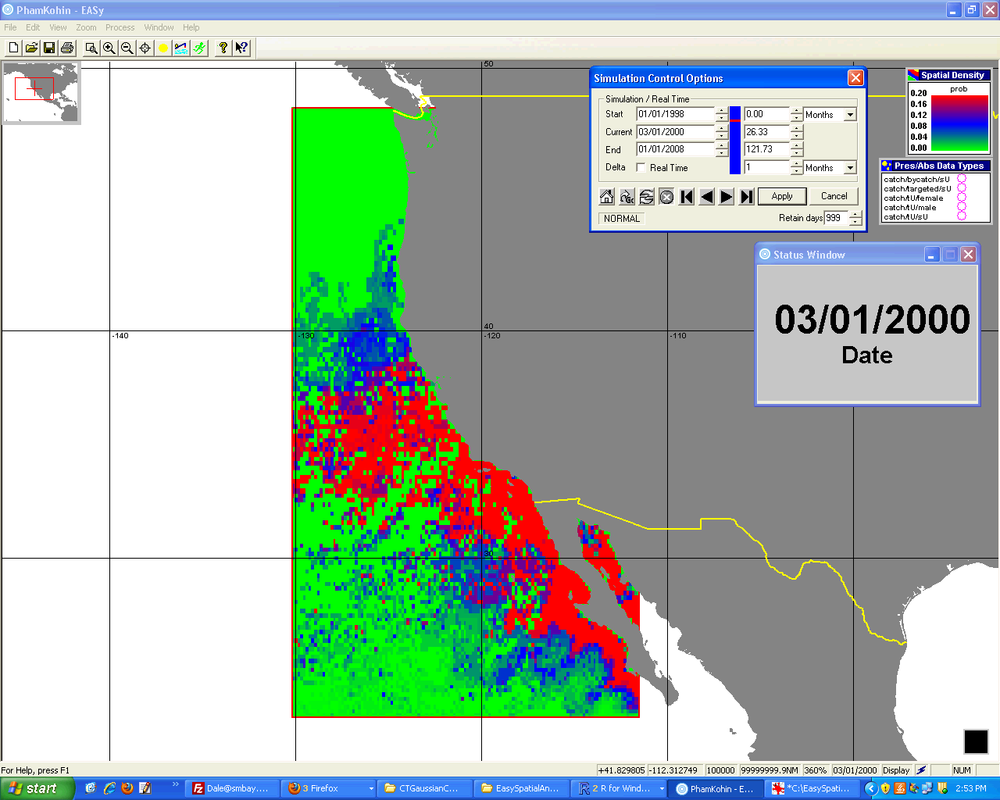 PhamKohin - EASy
File Edit View Zoom Process Window Help
50
Simulation Control Options
Simulation / Real Time
Start 01/01/1998 0.00 Months
Current 03/01/2000 26.33
End 01/01/2008 121.73
Delta Real Time 1 Months
Apply Cancel
NORMAL Retain days 999
Spatial Density
prob
0.20
0.16
0.12
0.08
0.04
0.00
Pres/Abs Data Types
catch/bycatch/sU
catch/targeted/sU
catch/tU/female
catch/tU/male
catch/tU/sU
Status Window
03/01/2000
Date
40
-140 -130 -120 -110
30
For Help, press F1 +41.829805 -112.312749 100000 99999999.9NM 360% 03/01/2000 Display NUM
start Dale@smbay.... 3 Firefox CTGaussianC... EasySpatialAn... 2 R for Wind... PhamKohin - E... *C:\EasySpati... 2:53 PM